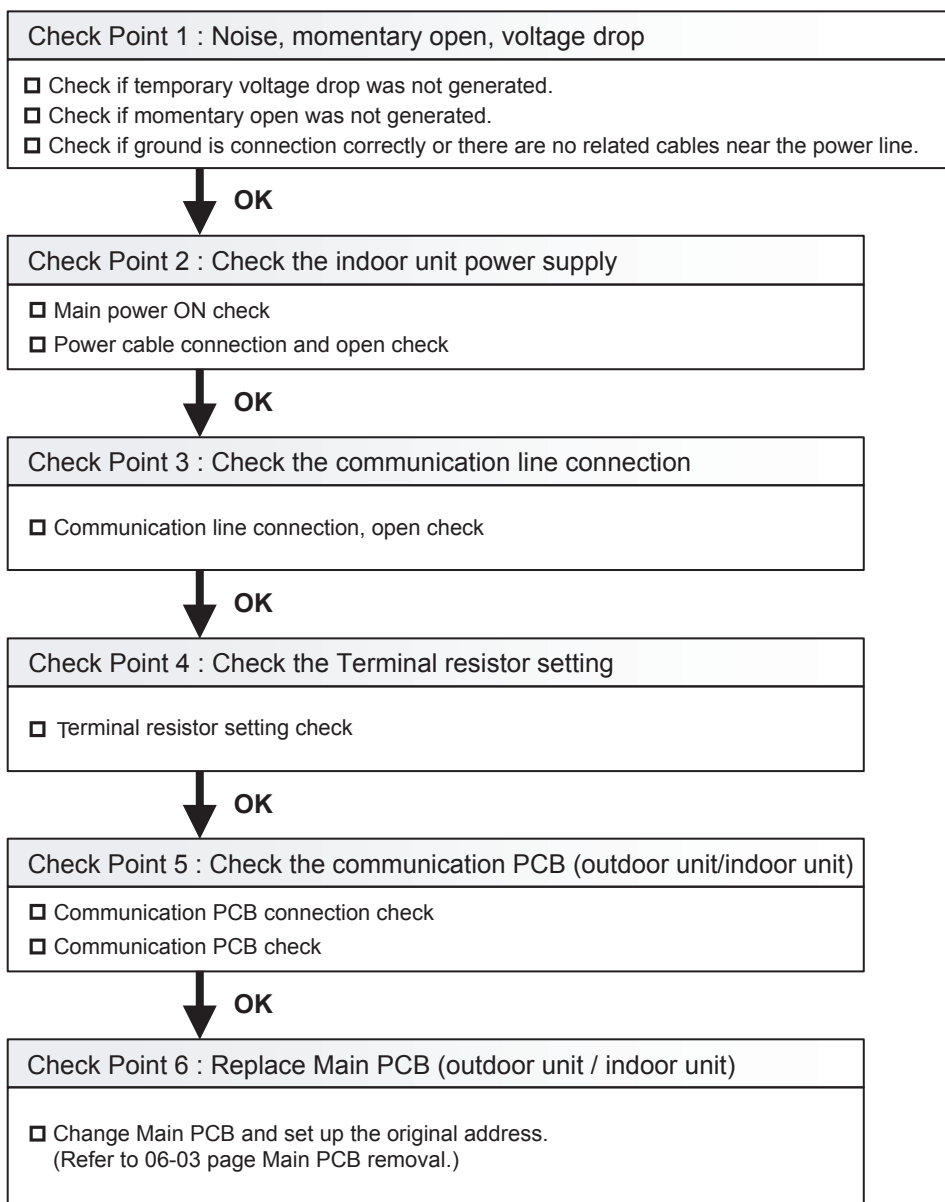 Check Point 1 : Noise, momentary open, voltage drop
Check if temporary voltage drop was not generated.
Check if momentary open was not generated.
Check if ground is connection correctly or there are no related cables near the power line.
OK
Check Point 2 : Check the indoor unit power supply
Main power ON check
Power cable connection and open check
OK
Check Point 3 : Check the communication line connection
Communication line connection, open check
OK
Check Point 4 : Check the Terminal resistor setting
Terminal resistor setting check
OK
Check Point 5 : Check the communication PCB (outdoor unit/indoor unit)
Communication PCB connection check
Communication PCB check
OK
Check Point 6 : Replace Main PCB (outdoor unit / indoor unit)
Change Main PCB and set up the original address.
(Refer to 06-03 page Main PCB removal.)